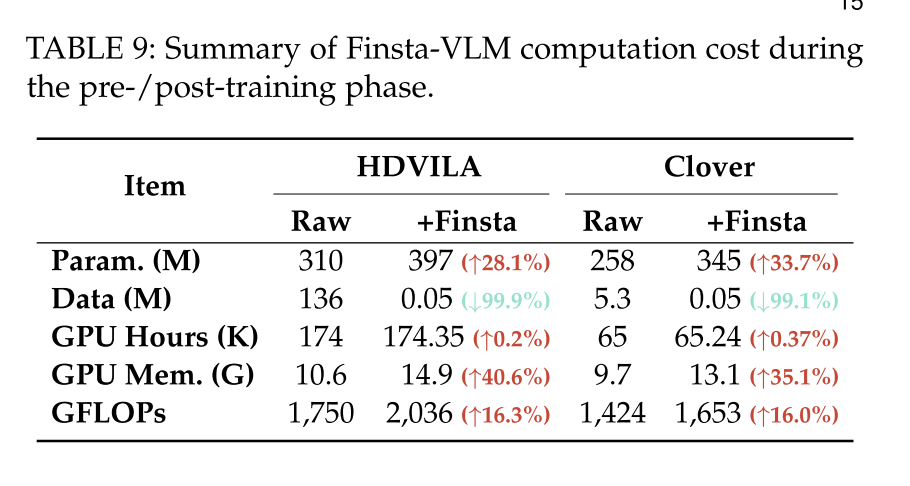 15
TABLE 9: Summary of Finsta-VLM computation cost during
the pre-/post-training phase.
Item HDVILA Clover
Raw +Finsta Raw +Finsta
Param. (M) 310 397 (↑28.1%) 258 345 (↑33.7%)
Data (M) 136 0.05 (↓99.9%) 5.3 0.05 (↓99.1%)
GPU Hours (K) 174 174.35 (↑0.2%) 65 65.24 (↑0.37%)
GPU Mem. (G) 10.6 14.9 (↑40.6%) 9.7 13.1 (↑35.1%)
GFLOPs 1,750 2,036 (↑16.3%) 1,424 1,653 (↑16.0%)